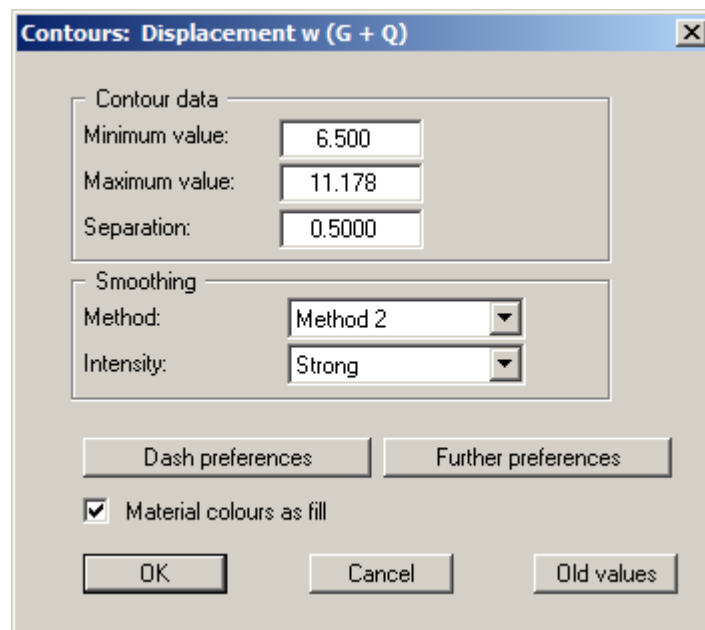 Contours: Displacement w (G + Q)
Contour data
Minimum value: 6.500
Maximum value: 11.178
Separation: 0.5000
Smoothing
Method: Method 2
Intensity: Strong
Dash preferences Further preferences
Material colours as fill
OK Cancel Old values